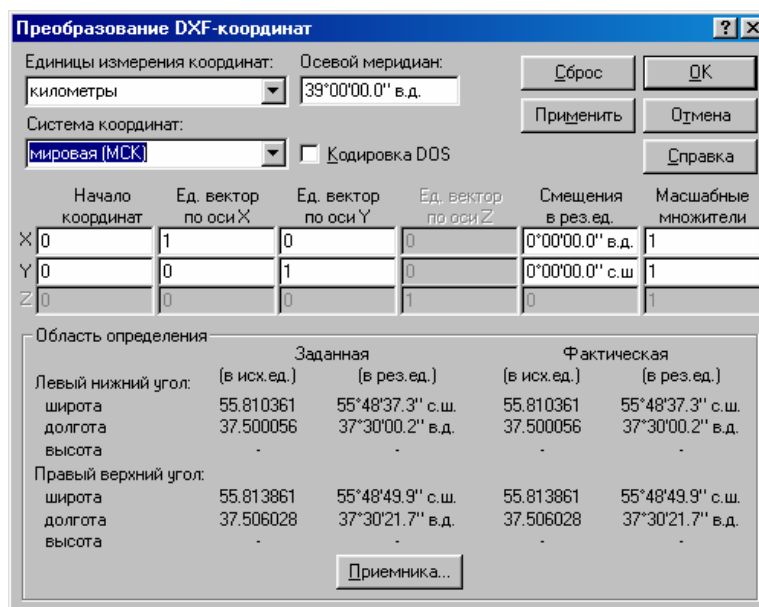 Преобразование DXF-координат
Единицы измерения координат:
Осевой меридиан:
километры
39°00'00.0" в.д.
Сброс
OK
Система координат:
Применить
Отмена
мировая (МСК)
Кодировка DOS
Справка
Начало координат
Ед. вектор по оси X
Ед. вектор по оси Y
Ед. вектор по оси Z
Смещения в рез.ед.
Масшабные множители
X 0 1 0 0 0°00'00.0" в.д. 1
Y 0 0 1 0 0°00'00.0" с.ш 1
Z 0 0 0 1 0 1
Область определения
Заданная Фактическая
Левый нижний угол: (в исх.ед.) (в рез.ед.) (в исх.ед.) (в рез.ед.)
широта 55.810361 55°48'37.3" с.ш. 55.810361 55°48'37.3" с.ш.
долгота 37.500056 37°30'00.2" в.д. 37.500056 37°30'00.2" в.д.
высота - - - -
Правый верхний угол:
широта 55.813861 55°48'49.9" с.ш. 55.813861 55°48'49.9" с.ш.
долгота 37.506028 37°30'21.7" в.д. 37.506028 37°30'21.7" в.д.
высота - - - -
Приемника...